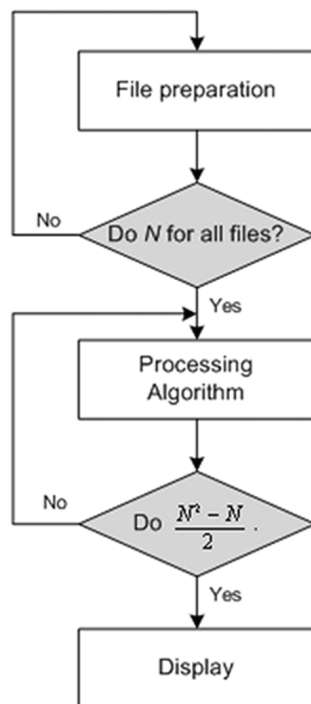 File preparation
Do N for all files?
No
Yes
Processing
Algorithm
No
Do (N² − N)/2 .
Yes
Display